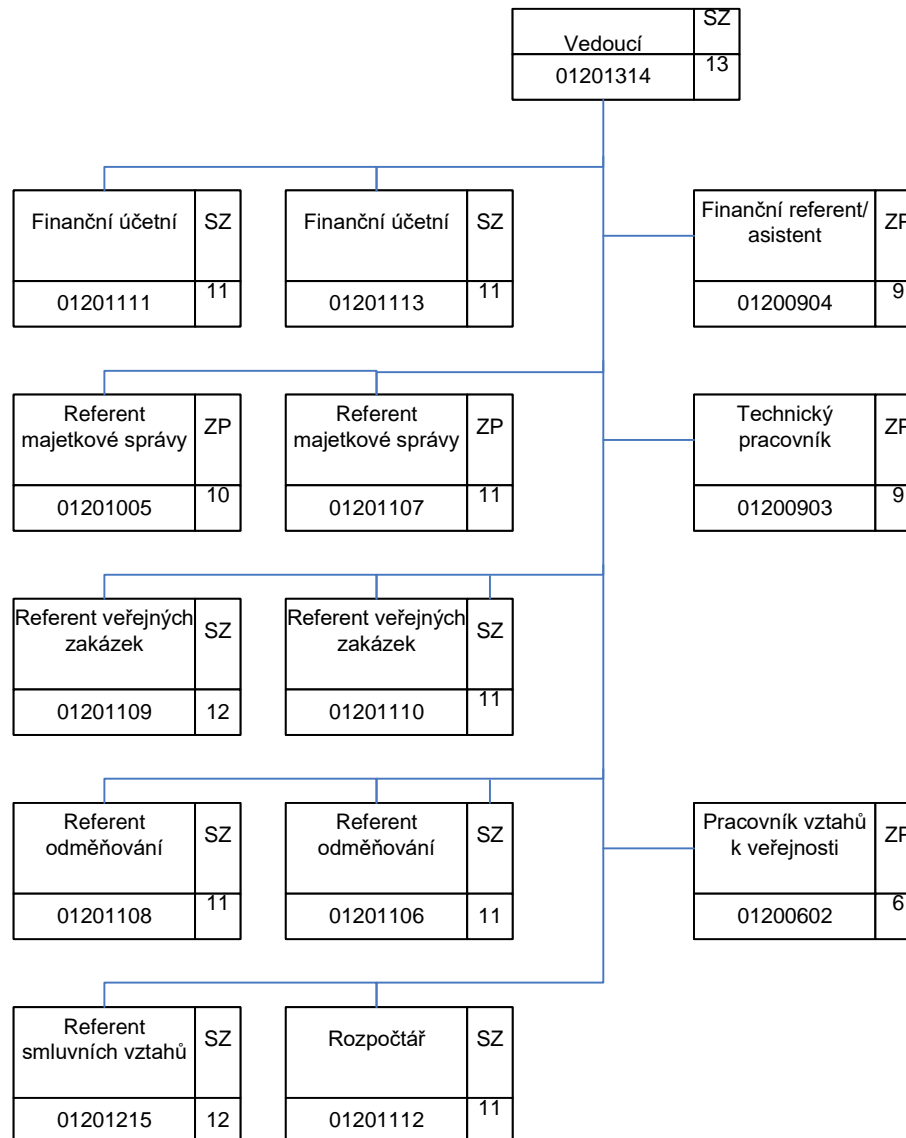 Vedoucí
SZ
01201314
13
Finanční účetní
SZ
01201111
11
Finanční účetní
SZ
01201113
11
Finanční referent/
asistent
ZP
01200904
9
Referent
majetkové správy
ZP
01201005
10
Referent
majetkové správy
ZP
01201107
11
Technický
pracovník
ZP
01200903
9
Referent veřejných
zakázek
SZ
01201109
12
Referent veřejných
zakázek
SZ
01201110
11
Referent
odměňování
SZ
01201108
11
Referent
odměňování
SZ
01201106
11
Pracovník vztahů
k veřejnosti
ZP
01200602
6
Referent
smluvních vztahů
SZ
01201215
12
Rozpočtář
SZ
01201112
11